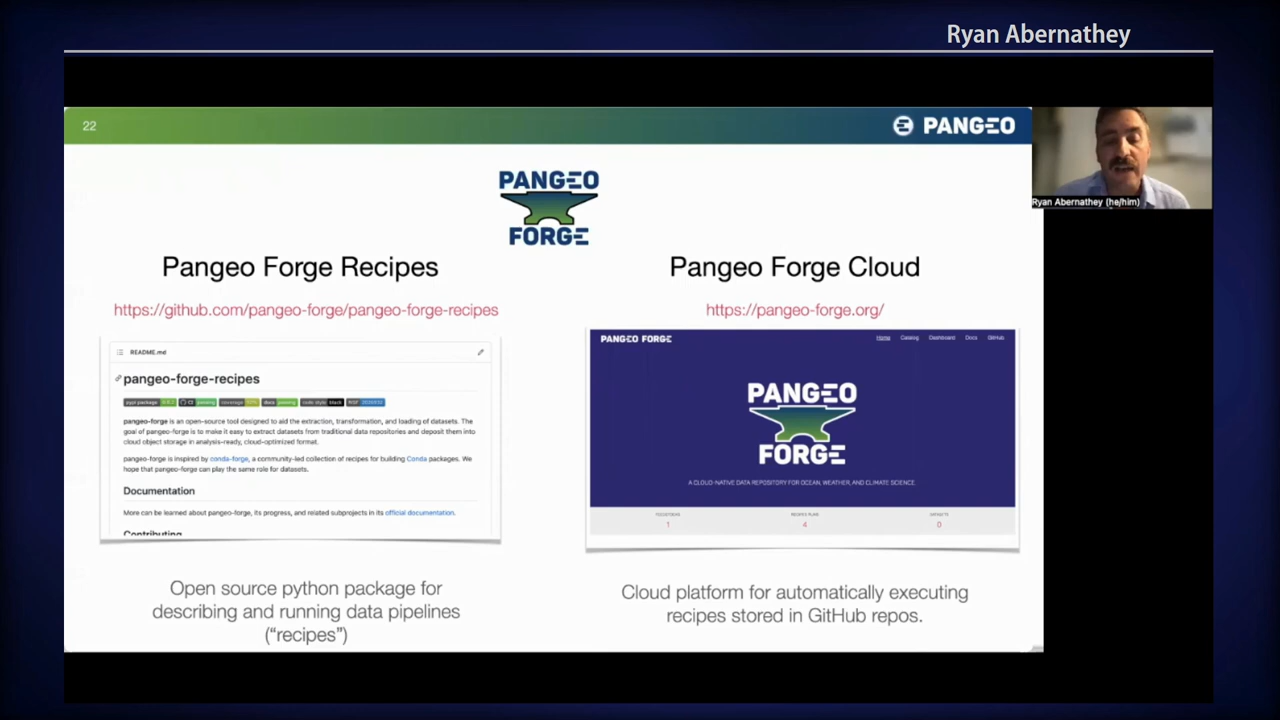 Ryan Abernathey
22
PANGEO
Ryan Abernathey (he/him)
PANGEO
FORGE
Pangeo Forge Recipes
https://github.com/pangeo-forge/pangeo-forge-recipes
README.md
pangeo-forge-recipes
pangeo-forge is an open-source tool designed to aid the extraction, transformation, and loading of datasets. The
goal of pangeo-forge is to make it easy to extract datasets from traditional data repositories and deposit them into
cloud object storage in analysis-ready, cloud-optimized format.
pangeo-forge is inspired by conda-forge, a community-led collection of recipes for building Conda packages. We
hope that pangeo-forge can play the same role for datasets.
Documentation
More can be learned about pangeo-forge, its progress, and related subprojects in its official documentation.
Contributing
Open source python package for
describing and running data pipelines
(“recipes”)
Pangeo Forge Cloud
https://pangeo-forge.org/
PANGEO FORGE
Home Catalog Dashboard Docs GitHub
PANGEO
FORGE
A CLOUD-NATIVE DATA REPOSITORY FOR OCEAN, WEATHER, AND CLIMATE SCIENCE.
1 4 0
Cloud platform for automatically executing
recipes stored in GitHub repos.